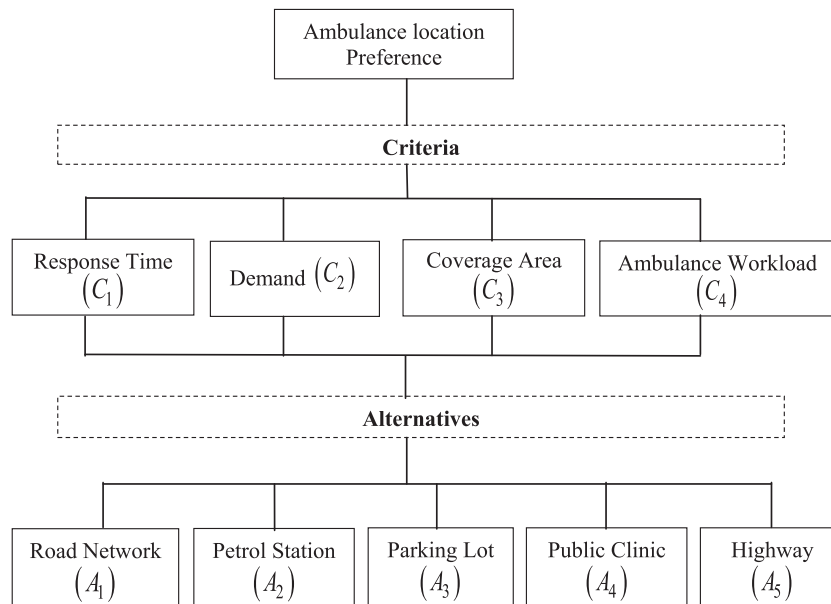 Ambulance location
Preference
Criteria
Response Time
(C₁)
Demand (C₂)
Coverage Area
(C₃)
Ambulance Workload
(C₄)
Alternatives
Road Network
(A₁)
Petrol Station
(A₂)
Parking Lot
(A₃)
Public Clinic
(A₄)
Highway
(A₅)